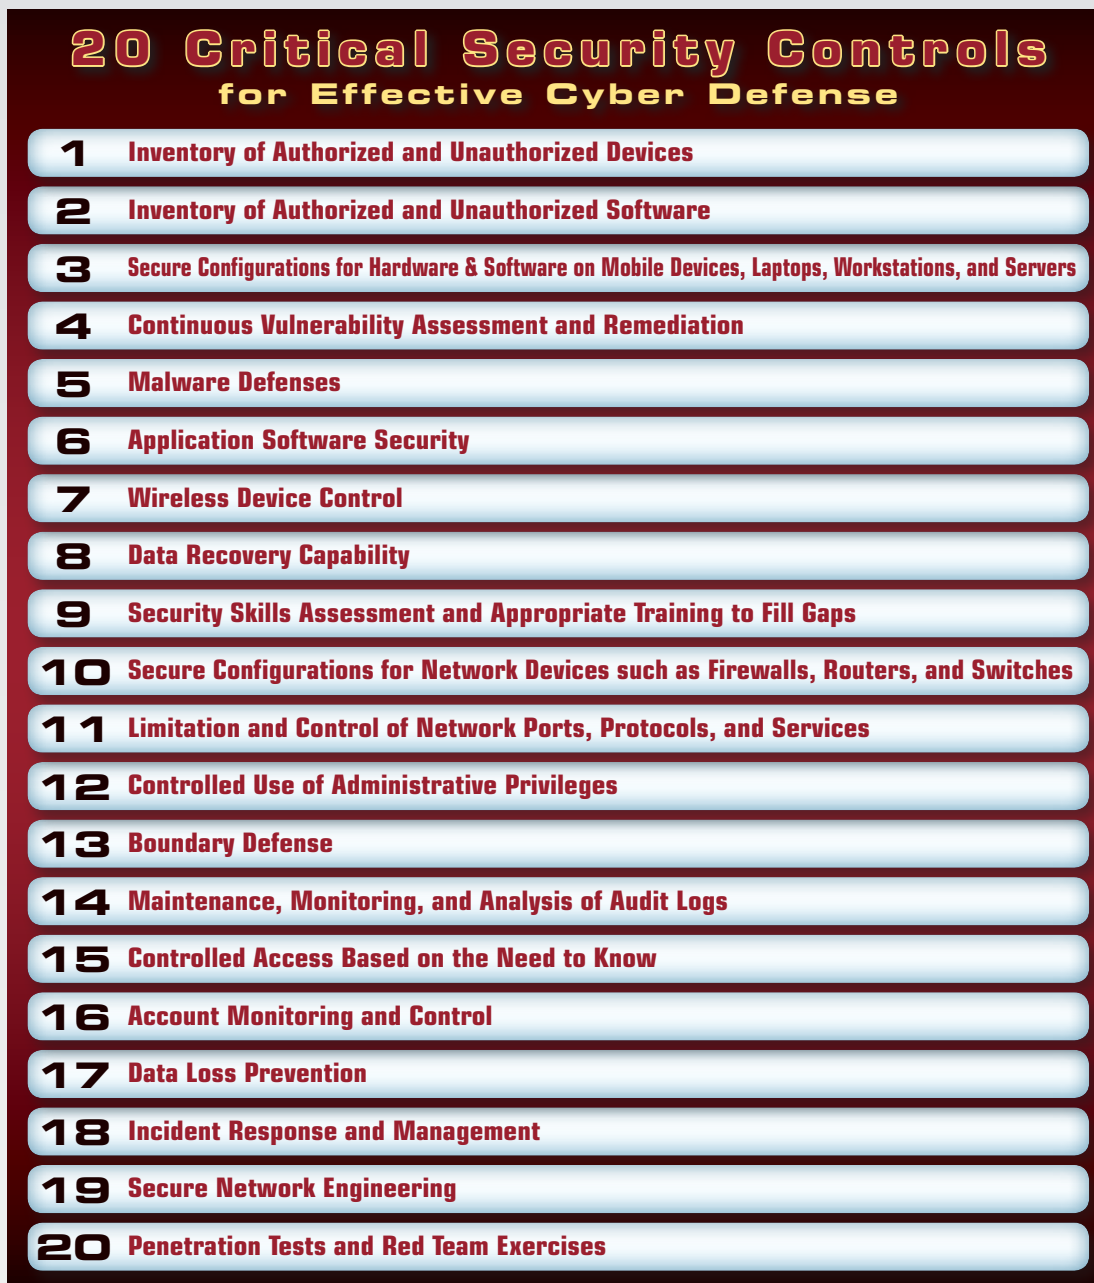 20 Critical Security Controls
for Effective Cyber Defense
1 Inventory of Authorized and Unauthorized Devices
2 Inventory of Authorized and Unauthorized Software
3 Secure Configurations for Hardware & Software on Mobile Devices, Laptops, Workstations, and Servers
4 Continuous Vulnerability Assessment and Remediation
5 Malware Defenses
6 Application Software Security
7 Wireless Device Control
8 Data Recovery Capability
9 Security Skills Assessment and Appropriate Training to Fill Gaps
10 Secure Configurations for Network Devices such as Firewalls, Routers, and Switches
11 Limitation and Control of Network Ports, Protocols, and Services
12 Controlled Use of Administrative Privileges
13 Boundary Defense
14 Maintenance, Monitoring, and Analysis of Audit Logs
15 Controlled Access Based on the Need to Know
16 Account Monitoring and Control
17 Data Loss Prevention
18 Incident Response and Management
19 Secure Network Engineering
20 Penetration Tests and Red Team Exercises